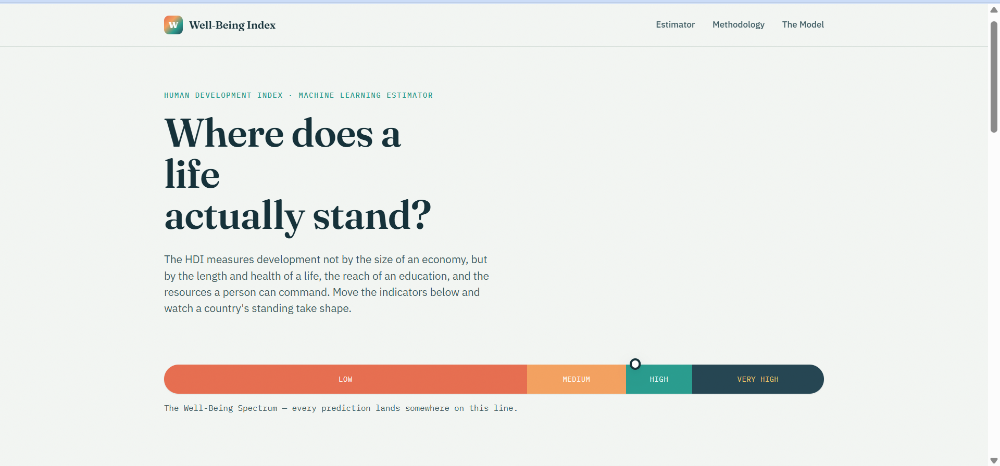 W Well-Being Index
Estimator Methodology The Model
HUMAN DEVELOPMENT INDEX · MACHINE LEARNING ESTIMATOR
Where does a
life
actually stand?
The HDI measures development not by the size of an economy, but
by the length and health of a life, the reach of an education, and the
resources a person can command. Move the indicators below and
watch a country's standing take shape.
LOW MEDIUM HIGH VERY HIGH
The Well-Being Spectrum — every prediction lands somewhere on this line.